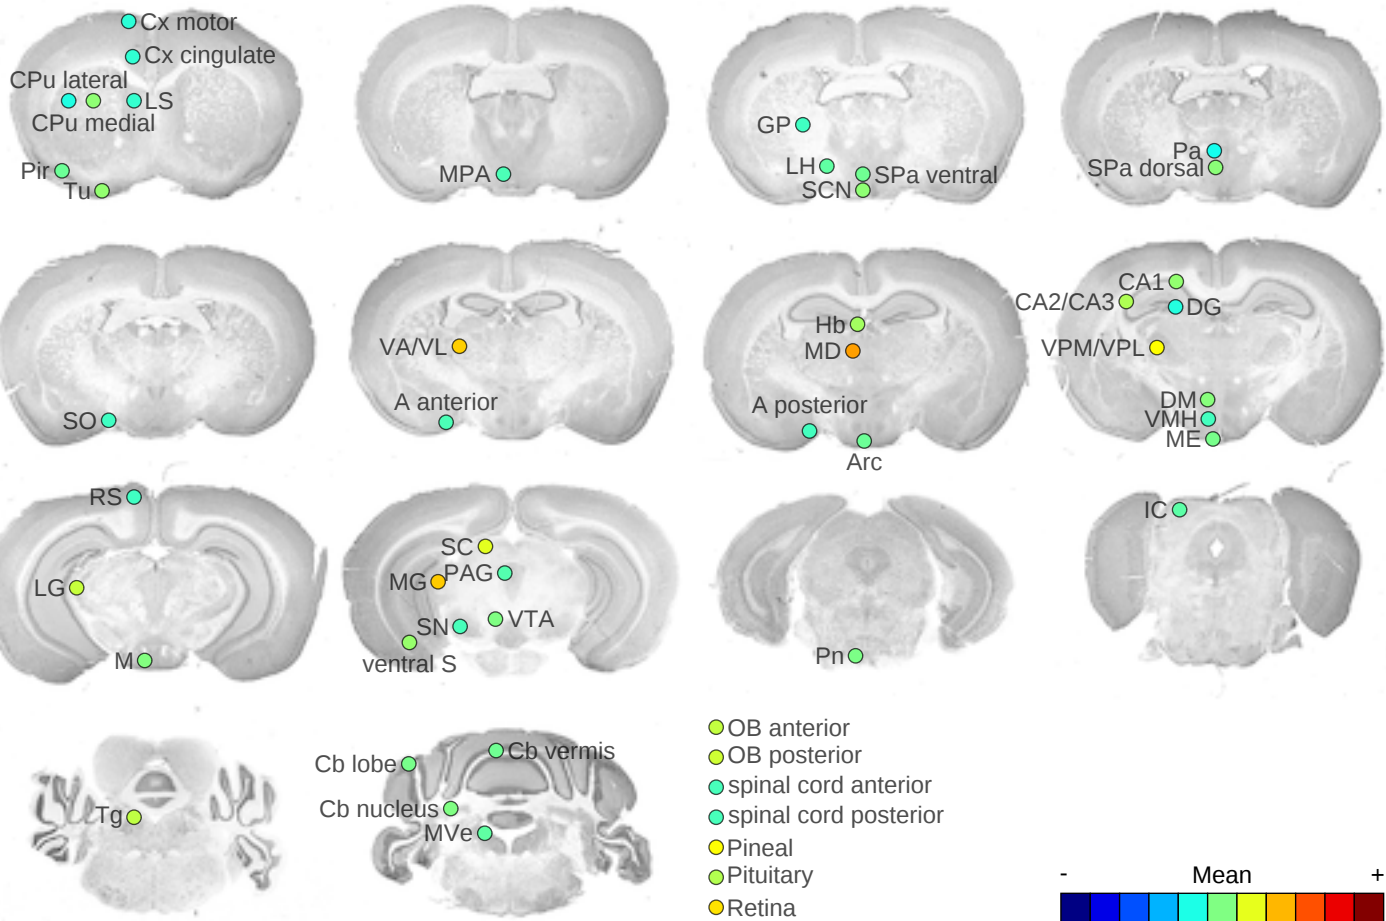 Cx motor
Cx cingulate
CPu lateral
LS
CPu medial
Pir
Tu
MPA
GP
LH
SPa ventral
SCN
Pa
SPa dorsal
SO
VA/VL
A anterior
Hb
MD
A posterior
Arc
CA1
CA2/CA3
DG
VPM/VPL
DM
VMH
ME
RS
LG
M
SC
MG
PAG
SN
VTA
ventral S
Pn
IC
Tg
Cb lobe
Cb vermis
Cb nucleus
MVe
OB anterior
OB posterior
spinal cord anterior
spinal cord posterior
Pineal
Pituitary
Retina
- Mean +